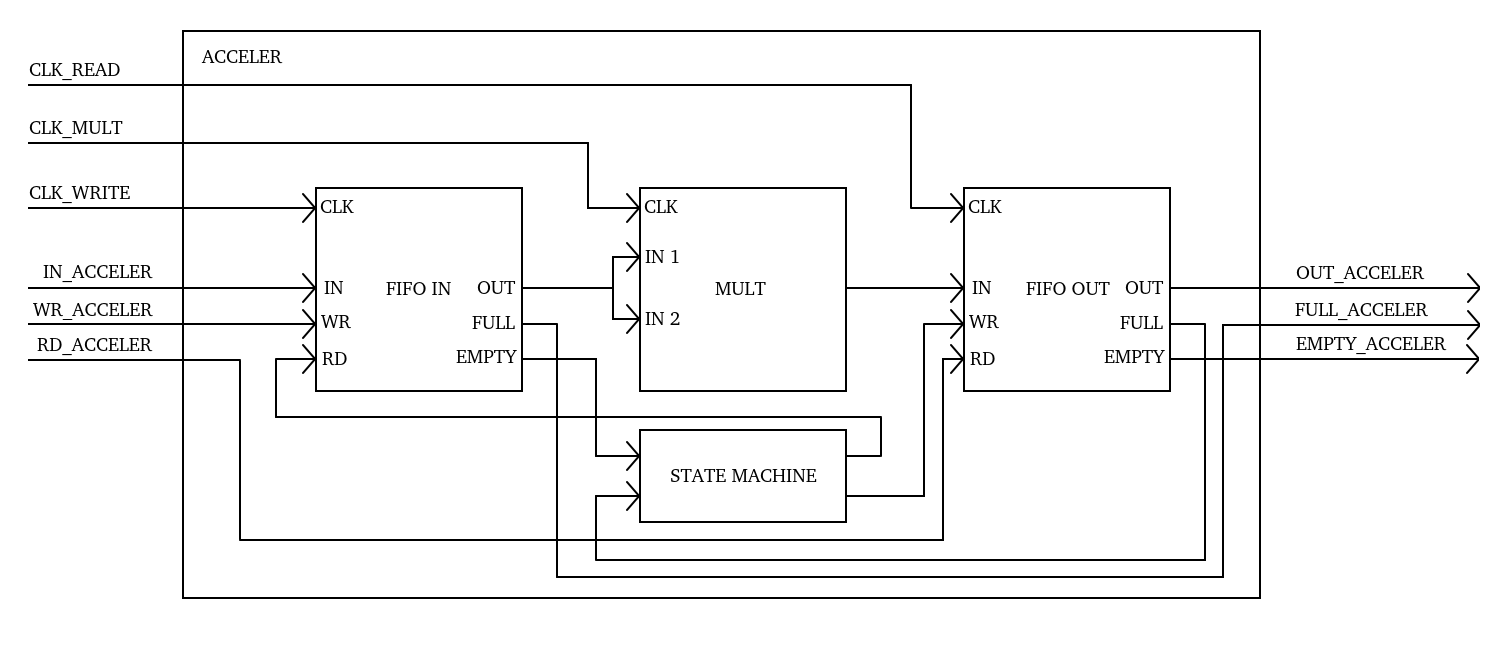 ACCELER
CLK_READ
CLK_MULT
CLK_WRITE
IN_ACCELER
WR_ACCELER
RD_ACCELER
CLK
IN
WR
RD
FIFO IN
OUT
FULL
EMPTY
CLK
IN 1
IN 2
MULT
STATE MACHINE
CLK
IN
WR
RD
FIFO OUT
OUT
FULL
EMPTY
OUT_ACCELER
FULL_ACCELER
EMPTY_ACCELER